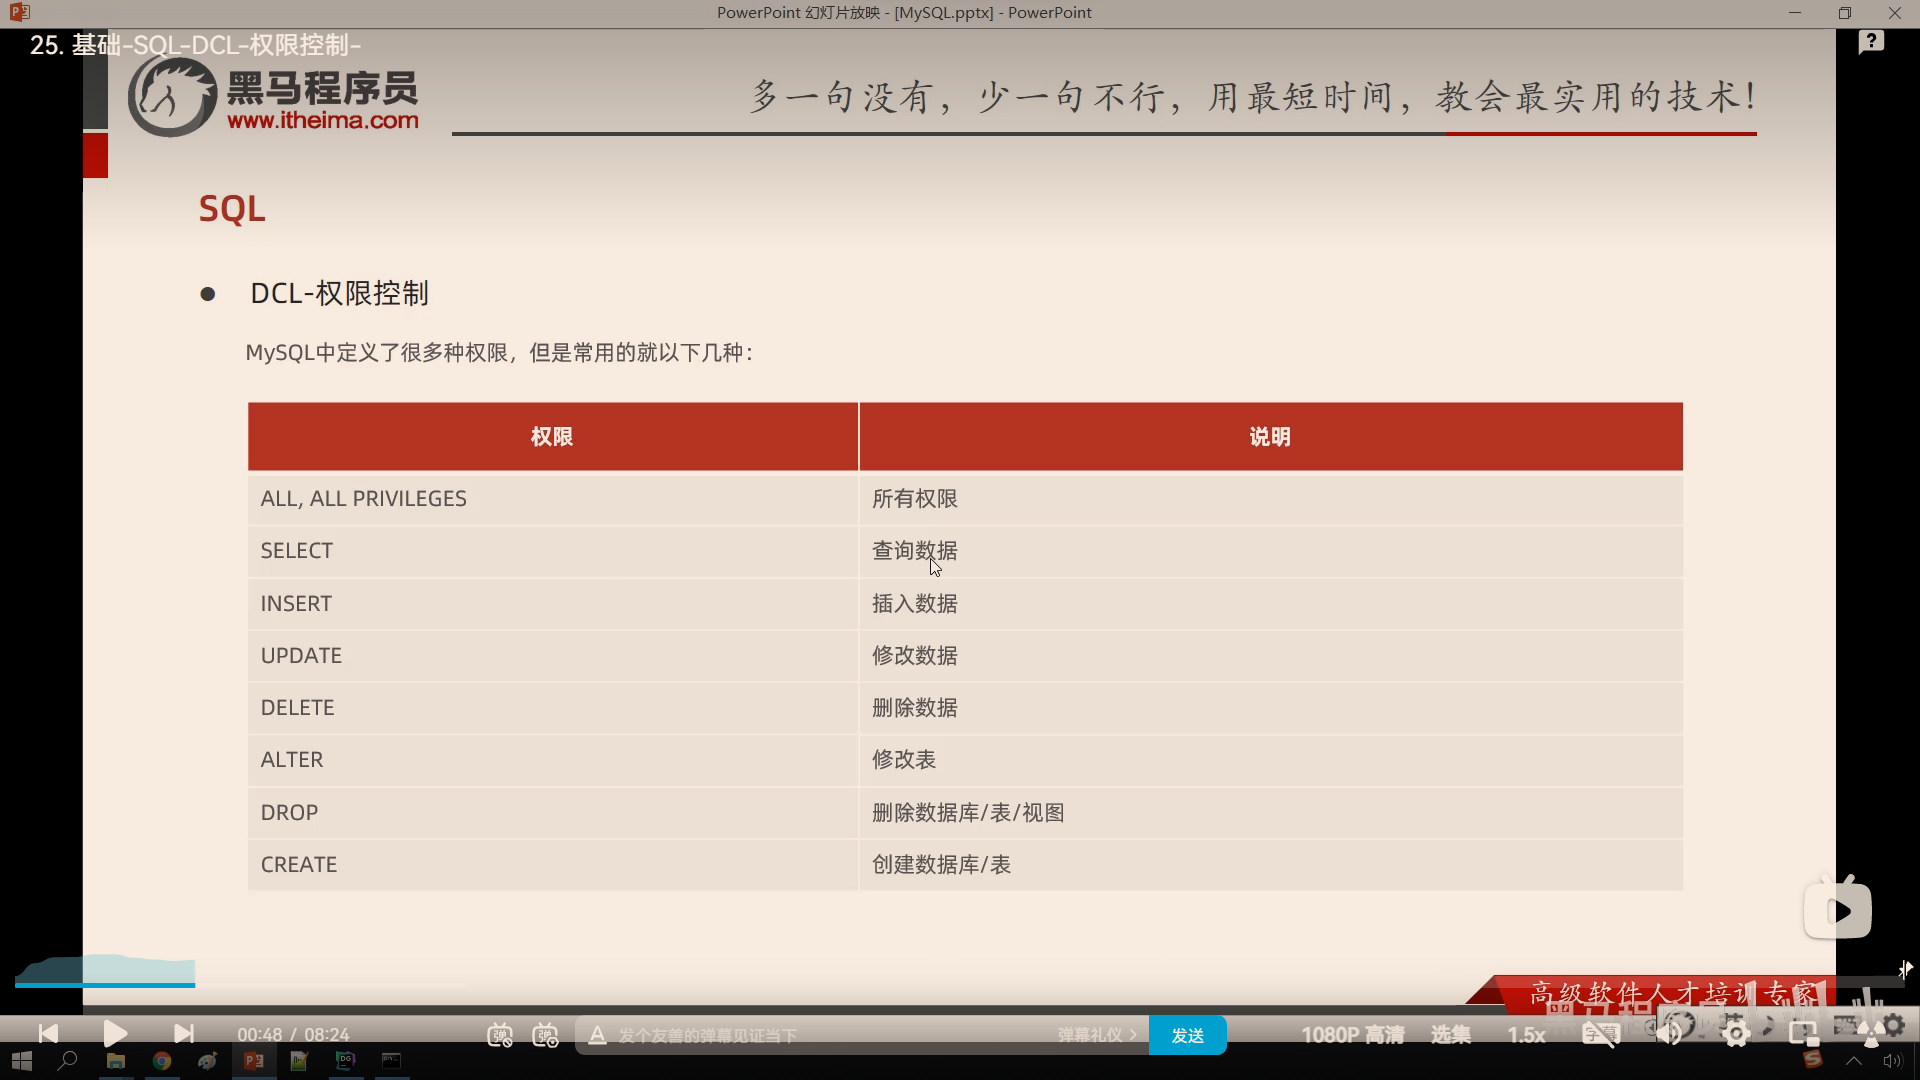 PowerPoint 幻灯片放映 - [MySQL.pptx] - PowerPoint
25. 基础-SQL-DCL-权限控制-
黑马程序员
www.itheima.com
多一句没有，少一句不行，用最短时间，教会最实用的技术！
SQL
DCL-权限控制
MySQL中定义了很多种权限，但是常用的就以下几种：
权限 说明
ALL, ALL PRIVILEGES 所有权限
SELECT 查询数据
INSERT 插入数据
UPDATE 修改数据
DELETE 删除数据
ALTER 修改表
DROP 删除数据库/表/视图
CREATE 创建数据库/表
高级软件人才培训专家
00:48 / 08:24
弹
弹
A 发个友善的弹幕见证当下
弹幕礼仪 >
发送
1080P 高清
选集
1.5x
字幕